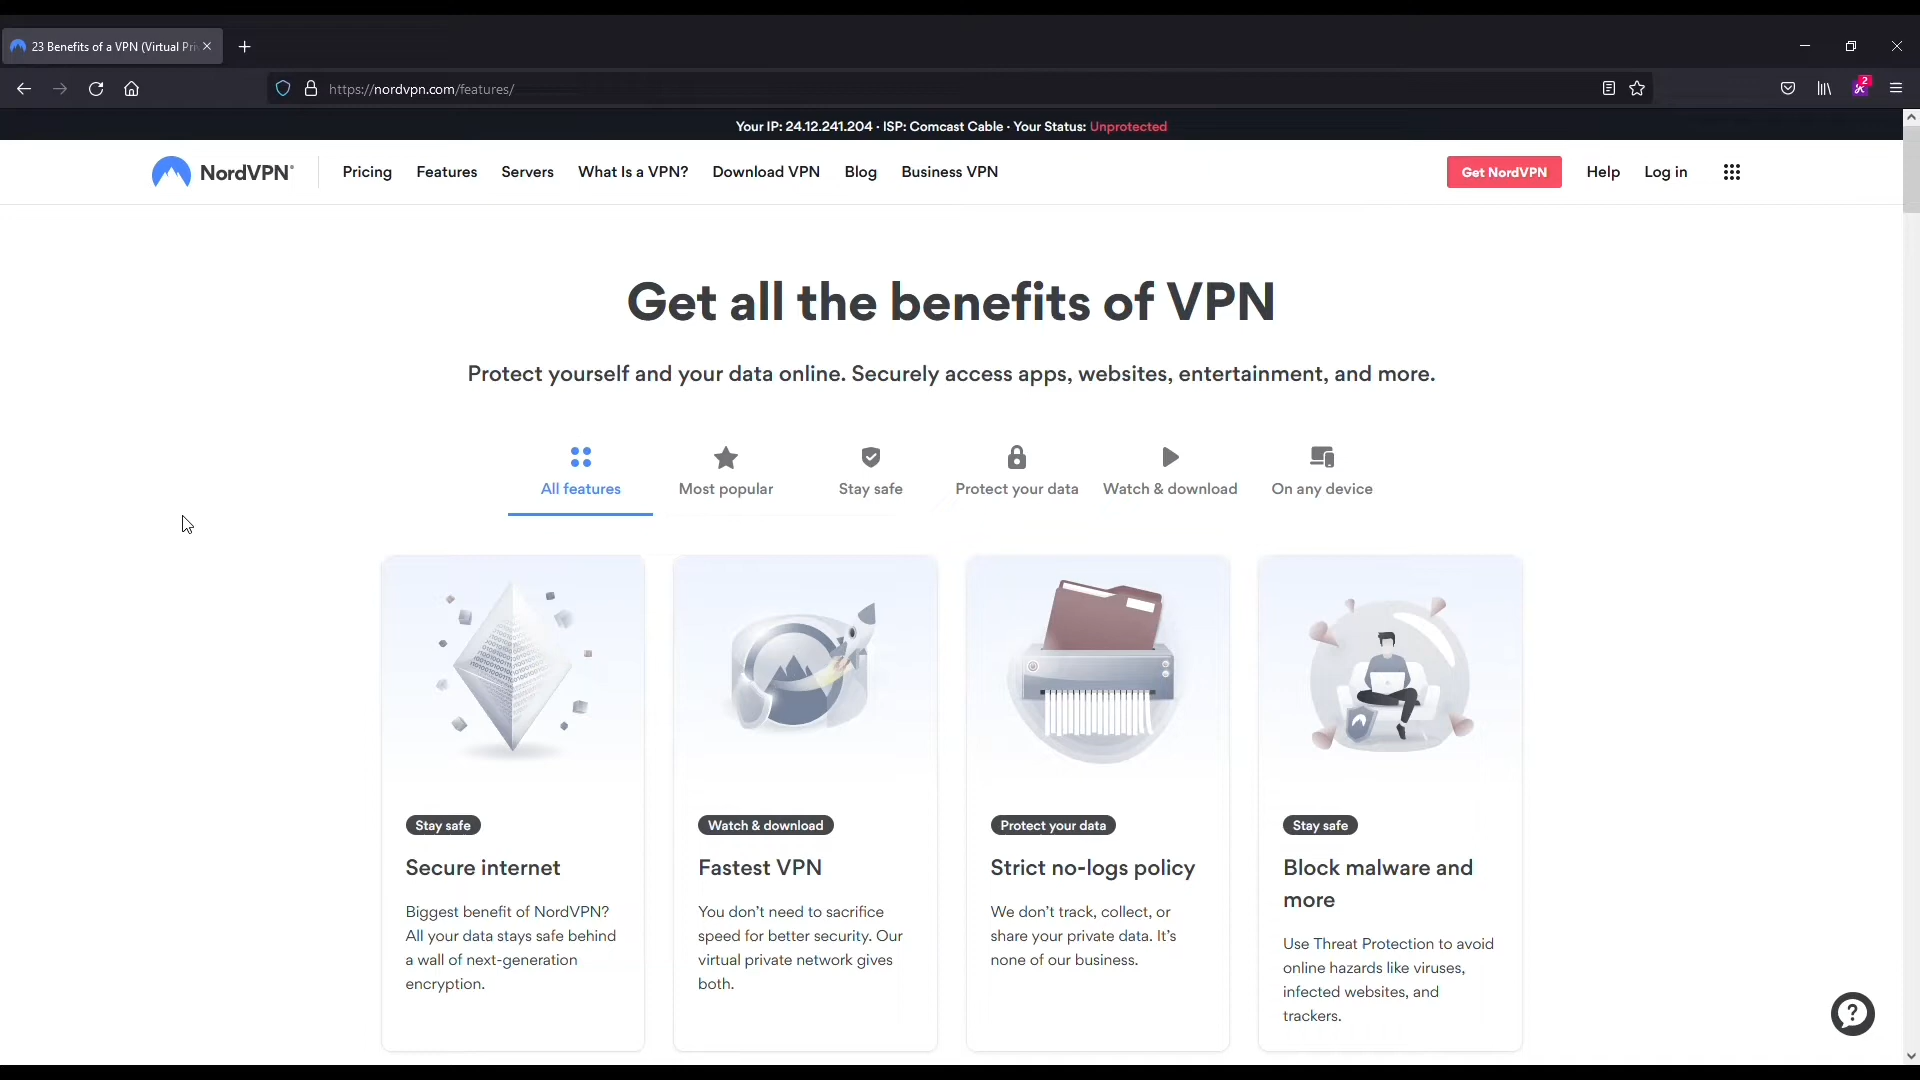 23 Benefits of a VPN (Virtual Pri
https://nordvpn.com/features/
2
Your IP: 24.12.241.204 · ISP: Comcast Cable · Your Status: Unprotected
NordVPN®
Pricing
Features
Servers
What Is a VPN?
Download VPN
Blog
Business VPN
Get NordVPN
Help
Log in
Get all the benefits of VPN
Protect yourself and your data online. Securely access apps, websites, entertainment, and more.
All features
Most popular
Stay safe
Protect your data
Watch & download
On any device
Stay safe
Secure internet
Biggest benefit of NordVPN?
All your data stays safe behind
a wall of next-generation
encryption.
Watch & download
Fastest VPN
You don’t need to sacrifice
speed for better security. Our
virtual private network gives
both.
Protect your data
Strict no-logs policy
We don’t track, collect, or
share your private data. It’s
none of our business.
Stay safe
Block malware and
more
Use Threat Protection to avoid
online hazards like viruses,
infected websites, and
trackers.
?